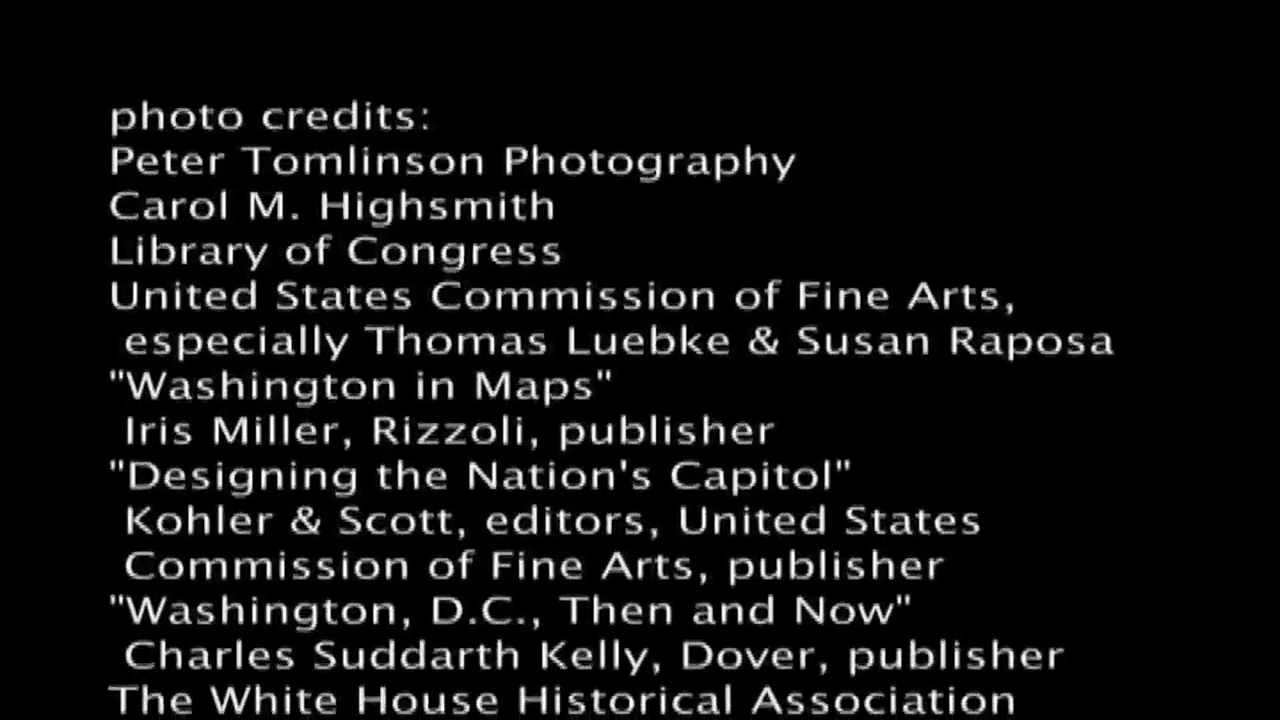 photo credits:
Peter Tomlinson Photography
Carol M. Highsmith
Library of Congress
United States Commission of Fine Arts,
especially Thomas Luebke & Susan Raposa
"Washington in Maps"
Iris Miller, Rizzoli, publisher
"Designing the Nation's Capitol"
Kohler & Scott, editors, United States
Commission of Fine Arts, publisher
"Washington, D.C., Then and Now"
Charles Suddarth Kelly, Dover, publisher
The White House Historical Association